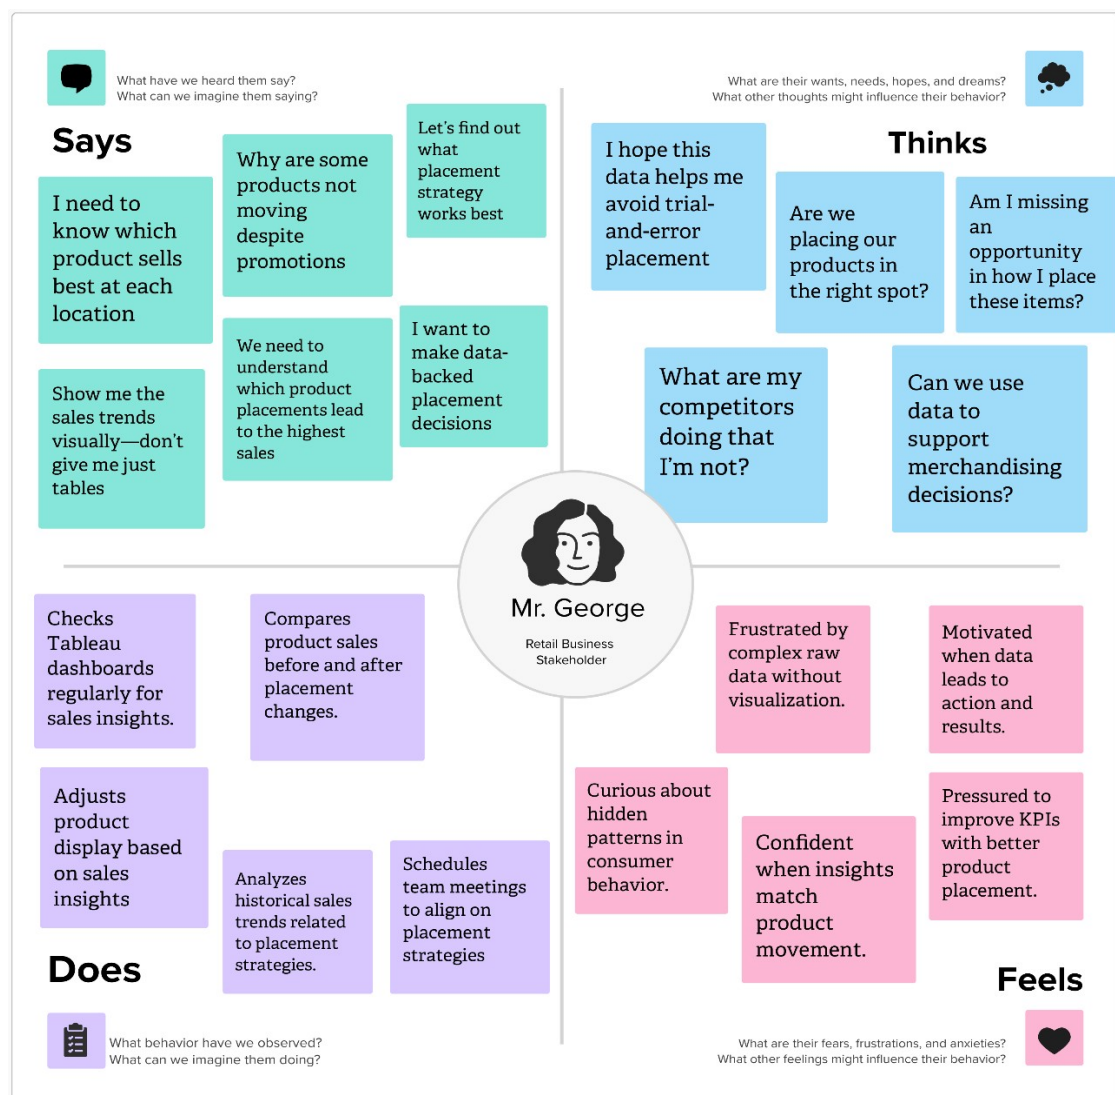 What have we heard them say?
What can we imagine them saying?
Says
I need to
know which
product sells
best at each
location
Why are some
products not
moving
despite
promotions
Let's find out
what
placement
strategy
works best
Show me the
sales trends
visually—don't
give me just
tables
We need to
understand
which product
placements lead
to the highest
sales
I want to
make data-
backed
placement
decisions
What are their wants, needs, hopes, and dreams?
What other thoughts might influence their behavior?
Thinks
I hope this
data helps me
avoid trial-
and-error
placement
Are we
placing our
products in
the right spot?
Am I missing
an
opportunity
in how I place
these items?
What are my
competitors
doing that
I'm not?
Can we use
data to
support
merchandising
decisions?
Mr. George
Retail Business
Stakeholder
Checks
Tableau
dashboards
regularly for
sales insights.
Compares
product sales
before and after
placement
changes.
Adjusts
product
display based
on sales
insights
Analyzes
historical sales
trends related
to placement
strategies.
Schedules
team meetings
to align on
placement
strategies
Does
What behavior have we observed?
What can we imagine them doing?
Frustrated by
complex raw
data without
visualization.
Motivated
when data
leads to
action and
results.
Curious about
hidden
patterns in
consumer
behavior.
Confident
when insights
match
product
movement.
Pressured to
improve KPIs
with better
product
placement.
Feels
What are their fears, frustrations, and anxieties?
What other feelings might influence their behavior?